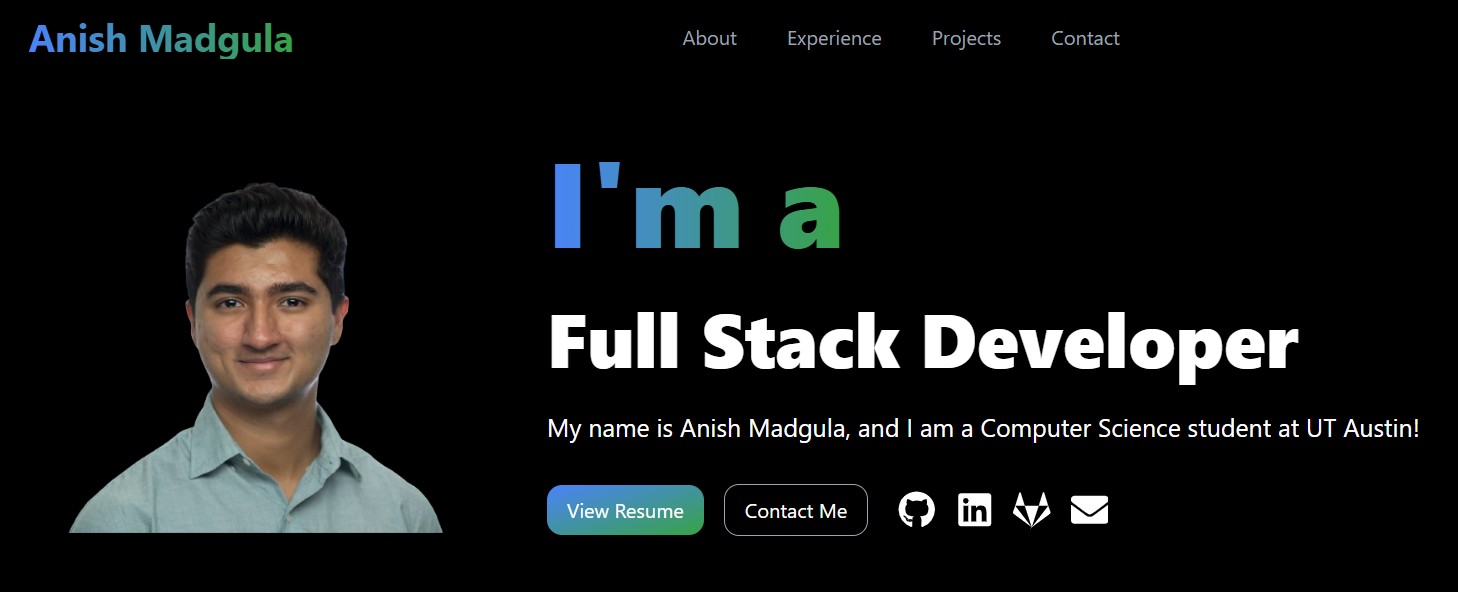 Anish Madgula
About Experience Projects Contact
I'm a
Full Stack Developer
My name is Anish Madgula, and I am a Computer Science student at UT Austin!
View Resume Contact Me in